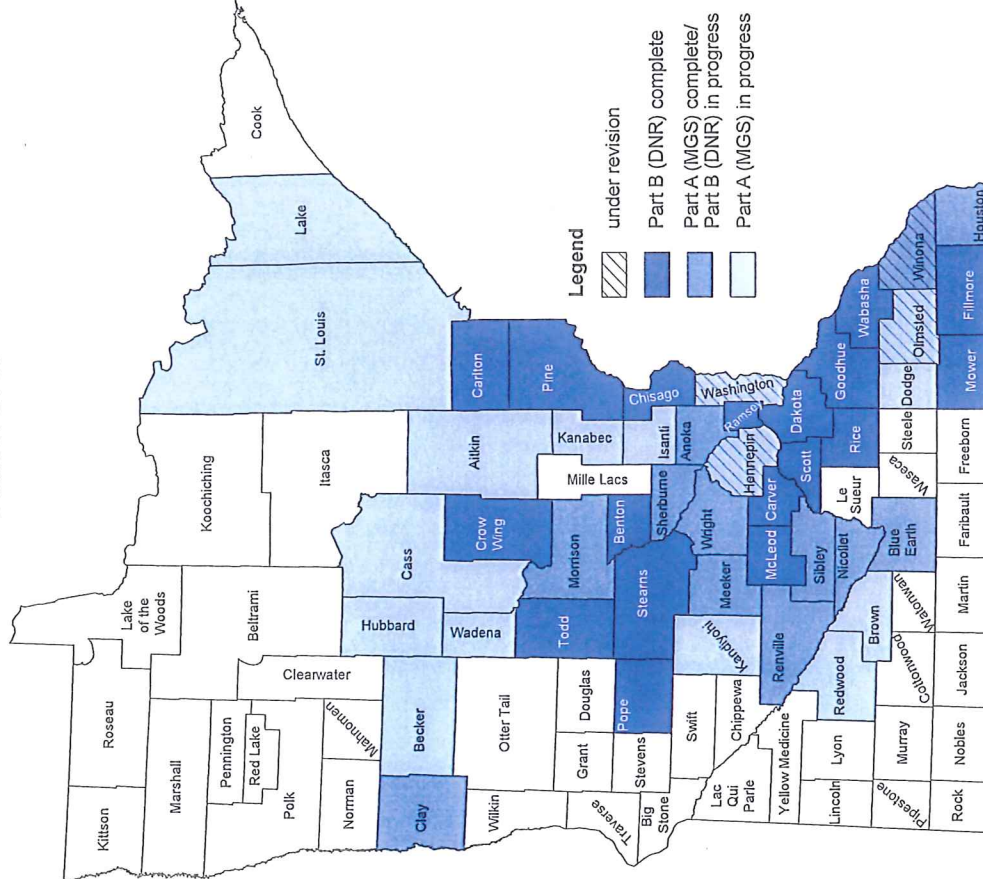 Kittson
Roseau
Lake
of the
Woods
Marshall
Koochiching
Pennington
Red Lake
Beltrami
Polk
Clearwater
Itasca
St. Louis
Lake
Cook
Norman
Mahnomen
Clay
Becker
Hubbard
Cass
Wadena
Crow
Wing
Aitkin
Carlton
Wilkin
Otter Tail
Todd
Morrison
Mille Lacs
Kanabec
Pine
Traverse
Grant
Douglas
Big
Stone
Stevens
Pope
Stearns
Benton
Sherburne
Isanti
Chisago
Anoka
Swift
Kandiyohi
Meeker
Wright
Hennepin
Ramsey
Washington
Lac
Qui
Parle
Chippewa
Renville
McLeod
Carver
Scott
Dakota
Yellow Medicine
Sibley
Lincoln
Lyon
Redwood
Brown
Nicollet
Le
Sueur
Rice
Goodhue
Wabasha
Pipestone
Murray
Cottonwood
Watonwan
Blue
Earth
Waseca
Steele
Dodge
Olmsted
Winona
Rock
Nobles
Jackson
Martin
Faribault
Freeborn
Mower
Fillmore
Houston
Legend
under revision
Part B (DNR) complete
Part A (MGS) complete/
Part B (DNR) in progress
Part A (MGS) in progress